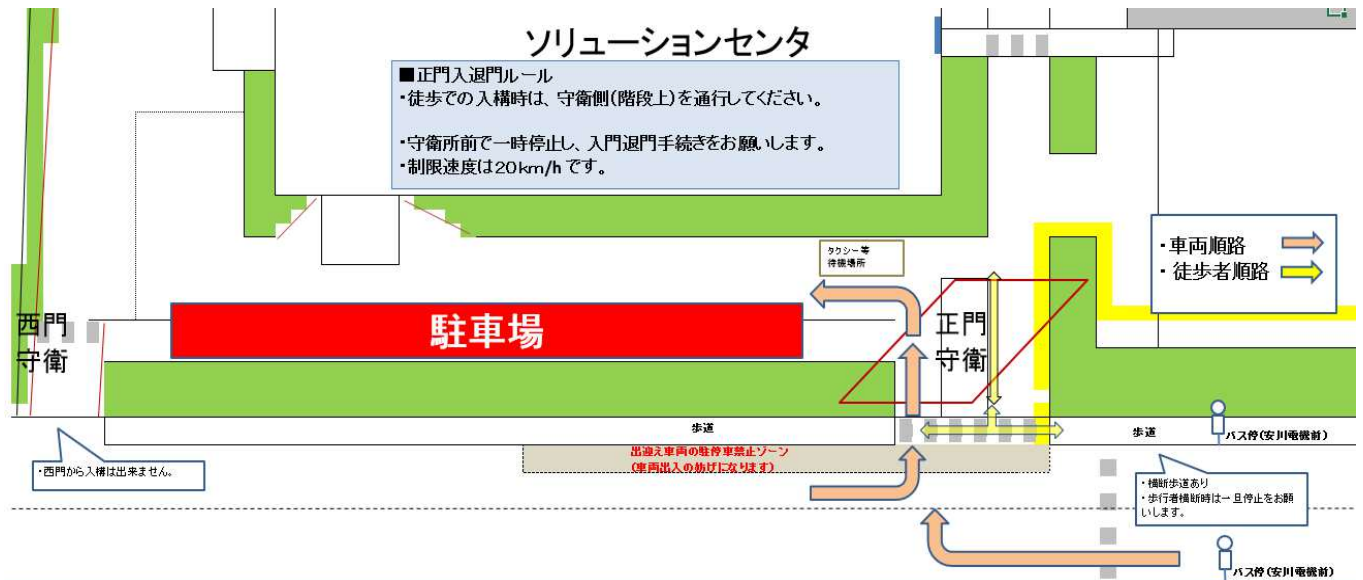 ソリューションセンタ
■正門入退門ルール
・徒歩での入構時は、守衛側(階段上)を通行してください。
・守衛所前で一時停止し、入門退門手続きをお願いします。
・制限速度は20km/hです。
タクシー等
待機場所
・車両順路
・徒歩者順路
西門
守衛
駐車場
正門
守衛
歩道
歩道
バス停(安川電機前)
出迎え車両の駐停車禁止ゾーン
(車両出入の妨げになります)
・西門から入構は出来ません。
・横断歩道あり
・歩行者横断時は一旦停止をお願
いします。
バス停(安川電機前)